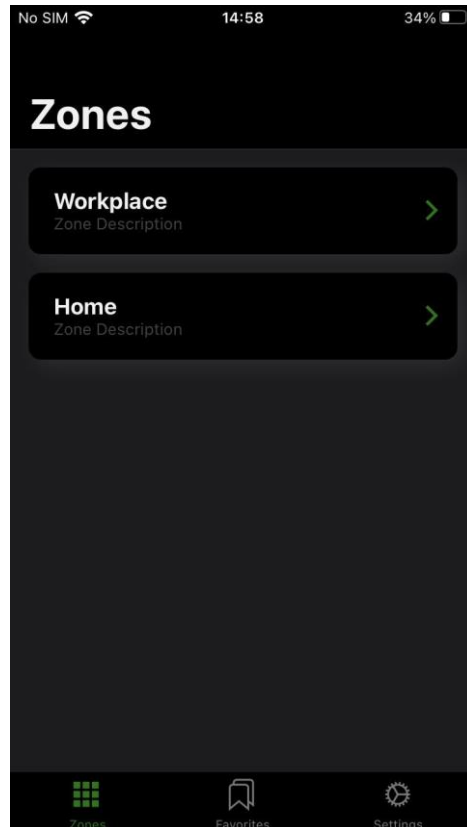 No SIM 14:58 34%
Zones
Workplace
Zone Description
Home
Zone Description
Zones Favorites Settings